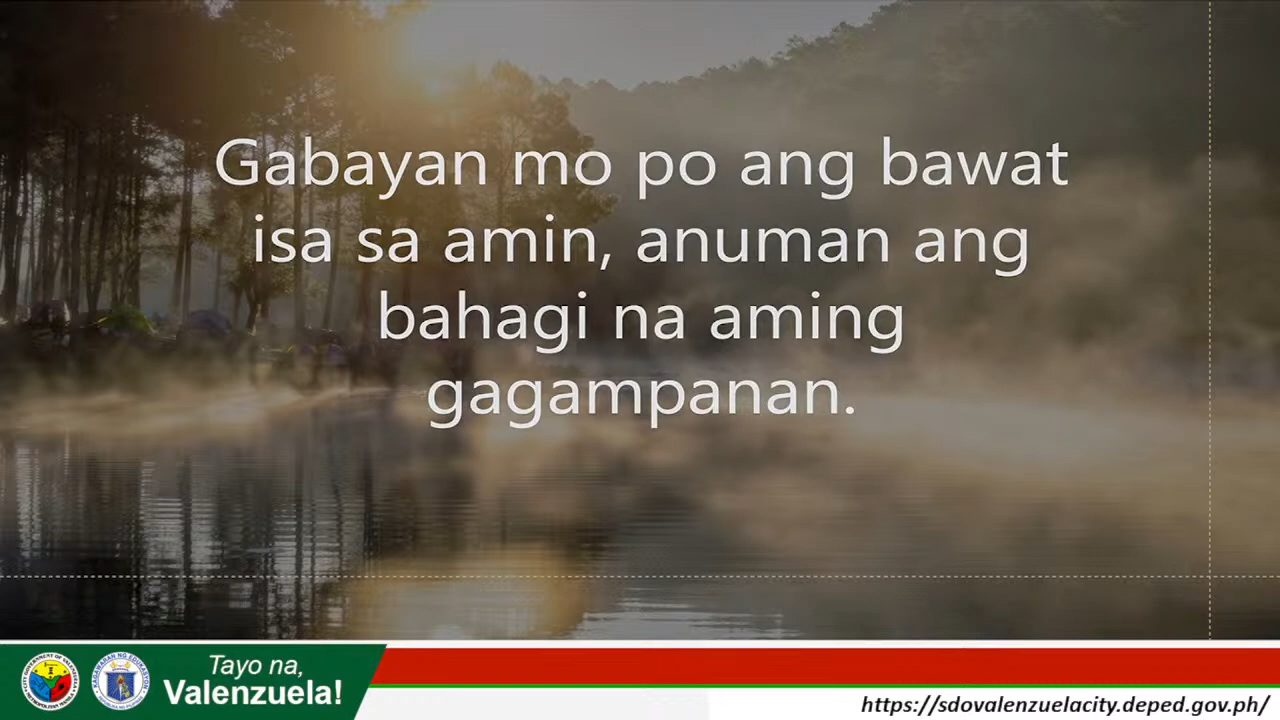 Gabayan mo po ang bawat
isa sa amin, anuman ang
bahagi na aming
gagampanan.
Tayo na,
Valenzuela!
https://sdovalenzuelacity.deped.gov.ph/